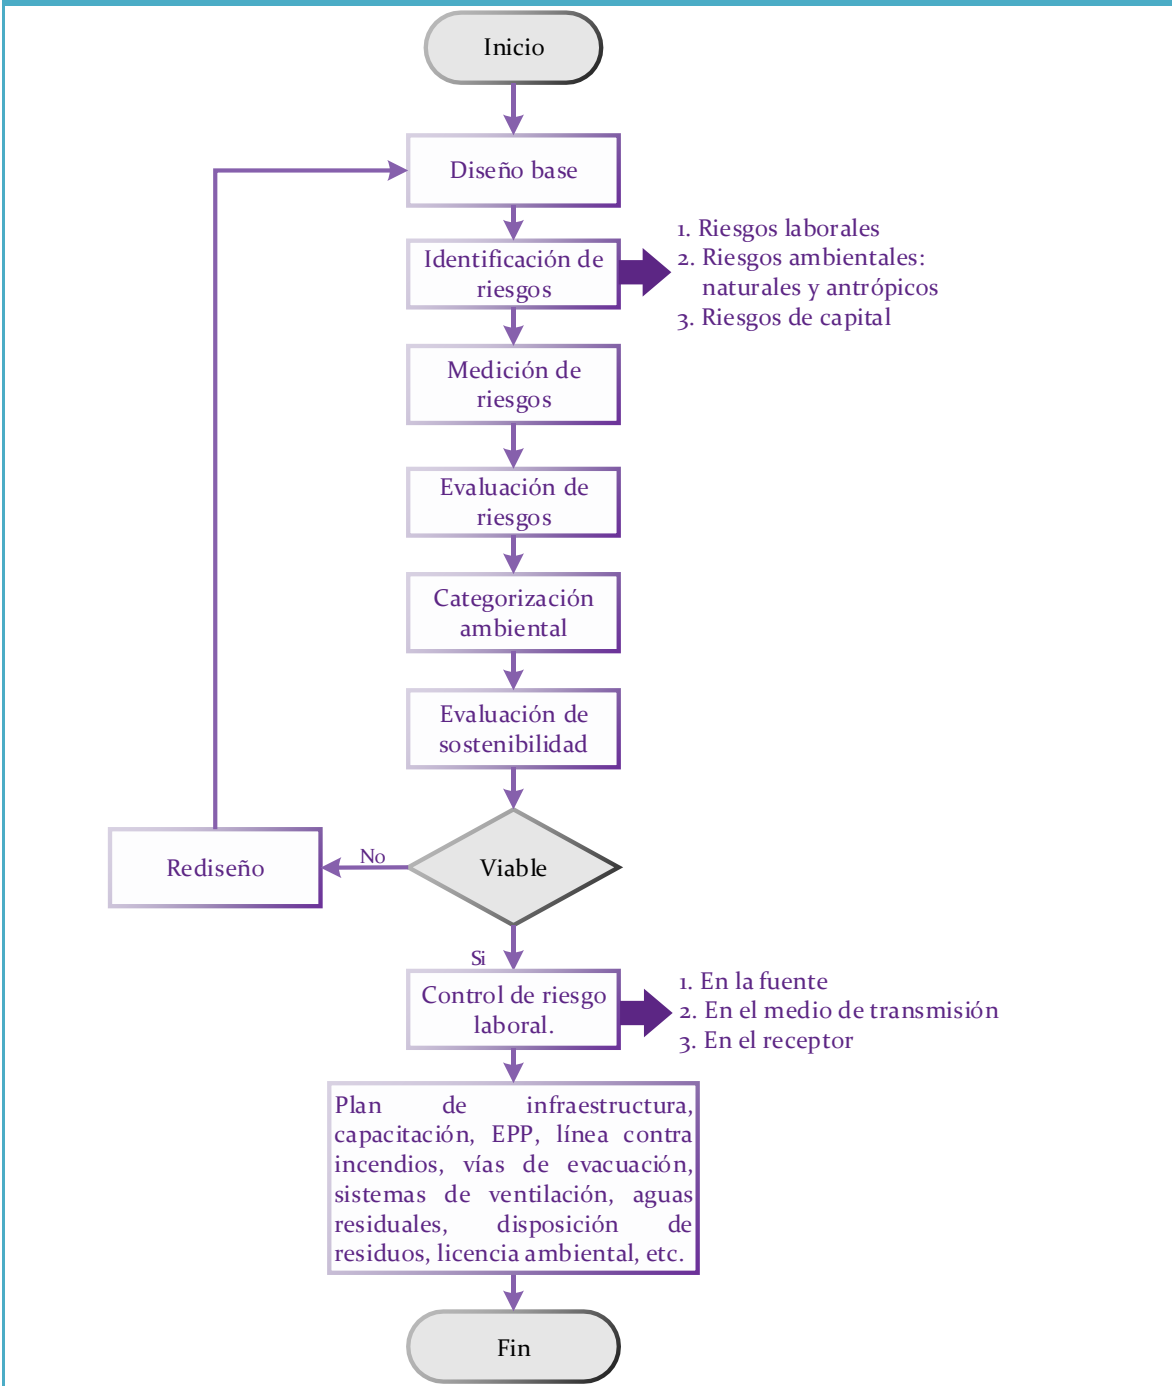 Inicio
Diseño base
Identificación de
riesgos
1. Riesgos laborales
2. Riesgos ambientales:
naturales y antrópicos
3. Riesgos de capital
Medición de
riesgos
Evaluación de
riesgos
Categorización
ambiental
Evaluación de
sostenibilidad
Viable
No
Rediseño
Si
Control de riesgo
laboral.
1. En la fuente
2. En el medio de transmisión
3. En el receptor
Plan de infraestructura,
capacitación, EPP, línea contra
incendios, vías de evacuación,
sistemas de ventilación, aguas
residuales, disposición de
residuos, licencia ambiental, etc.
Fin